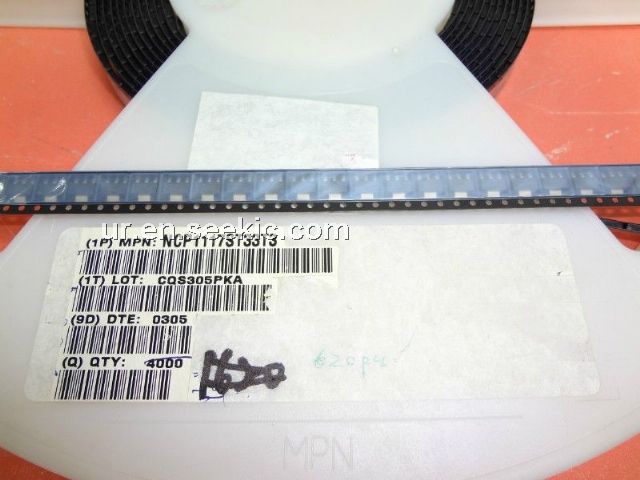 ur.en.seekic.com
(1P) MPN: NCP1117ST33T3
(1T) LOT: CQS305PKA
(9D) DTE: 0305
(Q) QTY: 4000
MPN